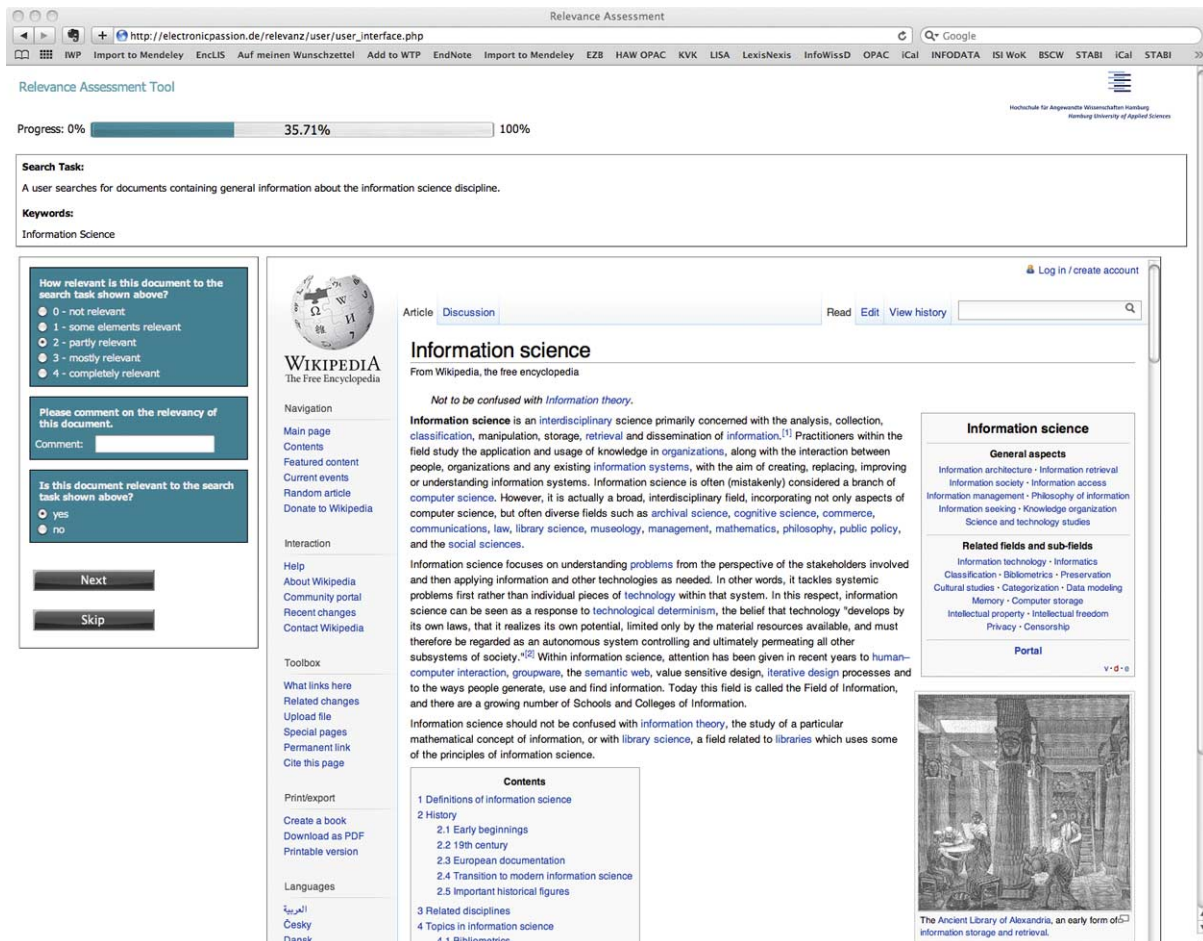 Relevance Assessment
http://electronicpassion.de/relevanz/user/user_interface.php
Google
IWP Import to Mendeley EncLIS Auf meinen Wunschzettel Add to WTP EndNote Import to Mendeley EZB HAW OPAC KVK LISA LexisNexis InfoWissD OPAC iCal INFODATA ISI WoK BSCW STABI iCal STABI
Relevance Assessment Tool
Hochschule für Angewandte Wissenschaften Hamburg
Hamburg University of Applied Sciences
Progress: 0% 35.71% 100%
Search Task:
A user searches for documents containing general information about the information science discipline.
Keywords:
Information Science
How relevant is this document to the
search task shown above?
0 - not relevant
1 - some elements relevant
2 - partly relevant
3 - mostly relevant
4 - completely relevant
Please comment on the relevancy of
this document.
Comment:
Is this document relevant to the search
task shown above?
yes
no
Next
Skip
WIKIPEDIA
The Free Encyclopedia
Navigation
Main page
Contents
Featured content
Current events
Random article
Donate to Wikipedia
Interaction
Help
About Wikipedia
Community portal
Recent changes
Contact Wikipedia
Toolbox
What links here
Related changes
Upload file
Special pages
Permanent link
Cite this page
Print/export
Create a book
Download as PDF
Printable version
Languages
العربية
Česky
Dansk
Log in / create account
Article Discussion Read Edit View history
Information science
From Wikipedia, the free encyclopedia
Not to be confused with Information theory.
Information science is an interdisciplinary science primarily concerned with the analysis, collection,
classification, manipulation, storage, retrieval and dissemination of information.[1] Practitioners within the
field study the application and usage of knowledge in organizations, along with the interaction between
people, organizations and any existing information systems, with the aim of creating, replacing, improving
or understanding information systems. Information science is often (mistakenly) considered a branch of
computer science. However, it is actually a broad, interdisciplinary field, incorporating not only aspects of
computer science, but often diverse fields such as archival science, cognitive science, commerce,
communications, law, library science, museology, management, mathematics, philosophy, public policy,
and the social sciences.
Information science focuses on understanding problems from the perspective of the stakeholders involved
and then applying information and other technologies as needed. In other words, it tackles systemic
problems first rather than individual pieces of technology within that system. In this respect, information
science can be seen as a response to technological determinism, the belief that technology "develops by
its own laws, that it realizes its own potential, limited only by the material resources available, and must
therefore be regarded as an autonomous system controlling and ultimately permeating all other
subsystems of society."[2] Within information science, attention has been given in recent years to human–
computer interaction, groupware, the semantic web, value sensitive design, iterative design processes and
to the ways people generate, use and find information. Today this field is called the Field of Information,
and there are a growing number of Schools and Colleges of Information.
Information science should not be confused with information theory, the study of a particular
mathematical concept of information, or with library science, a field related to libraries which uses some
of the principles of information science.
Contents
1 Definitions of information science
2 History
2.1 Early beginnings
2.2 19th century
2.3 European documentation
2.4 Transition to modern information science
2.5 Important historical figures
3 Related disciplines
4 Topics in information science
4.1 Bibliometrics
Information science
General aspects
Information architecture · Information retrieval
Information society · Information access
Information management · Philosophy of information
Information seeking · Knowledge organization
Science and technology studies
Related fields and sub-fields
Information technology · Informatics
Classification · Bibliometrics · Preservation
Cultural studies · Categorization · Data modeling
Memory · Computer storage
Intellectual property · Intellectual freedom
Privacy · Censorship
Portal
v·d·e
The Ancient Library of Alexandria, an early form of
information storage and retrieval.